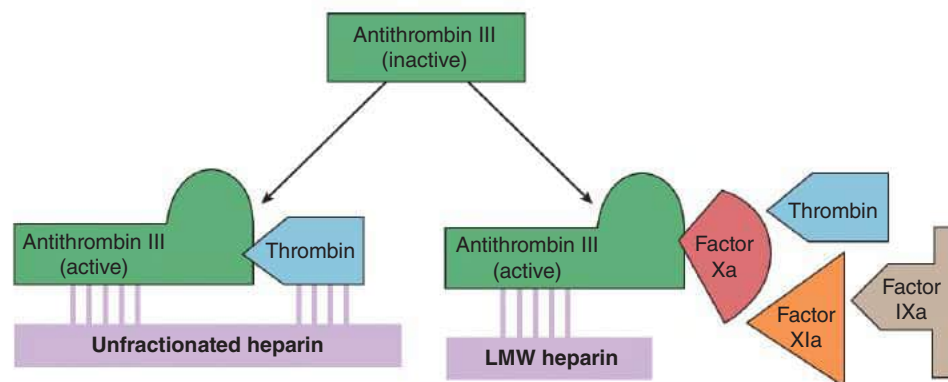 Antithrombin III
(inactive)
Antithrombin III
(active)
Thrombin
Unfractionated heparin
Antithrombin III
(active)
Factor
Xa
Thrombin
Factor
XIa
Factor
IXa
LMW heparin